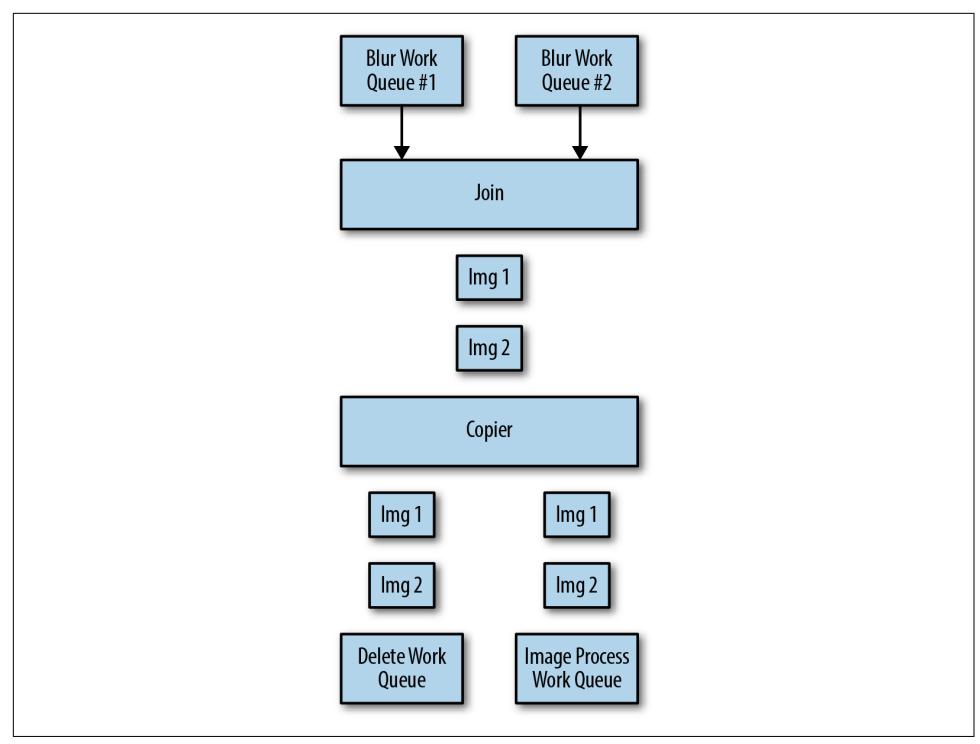 Blur Work
Queue #1
Blur Work
Queue #2
Join
Img 1
Img 2
Copier
Img 1
Img 1
Img 2
Img 2
Delete Work
Queue
Image Process
Work Queue